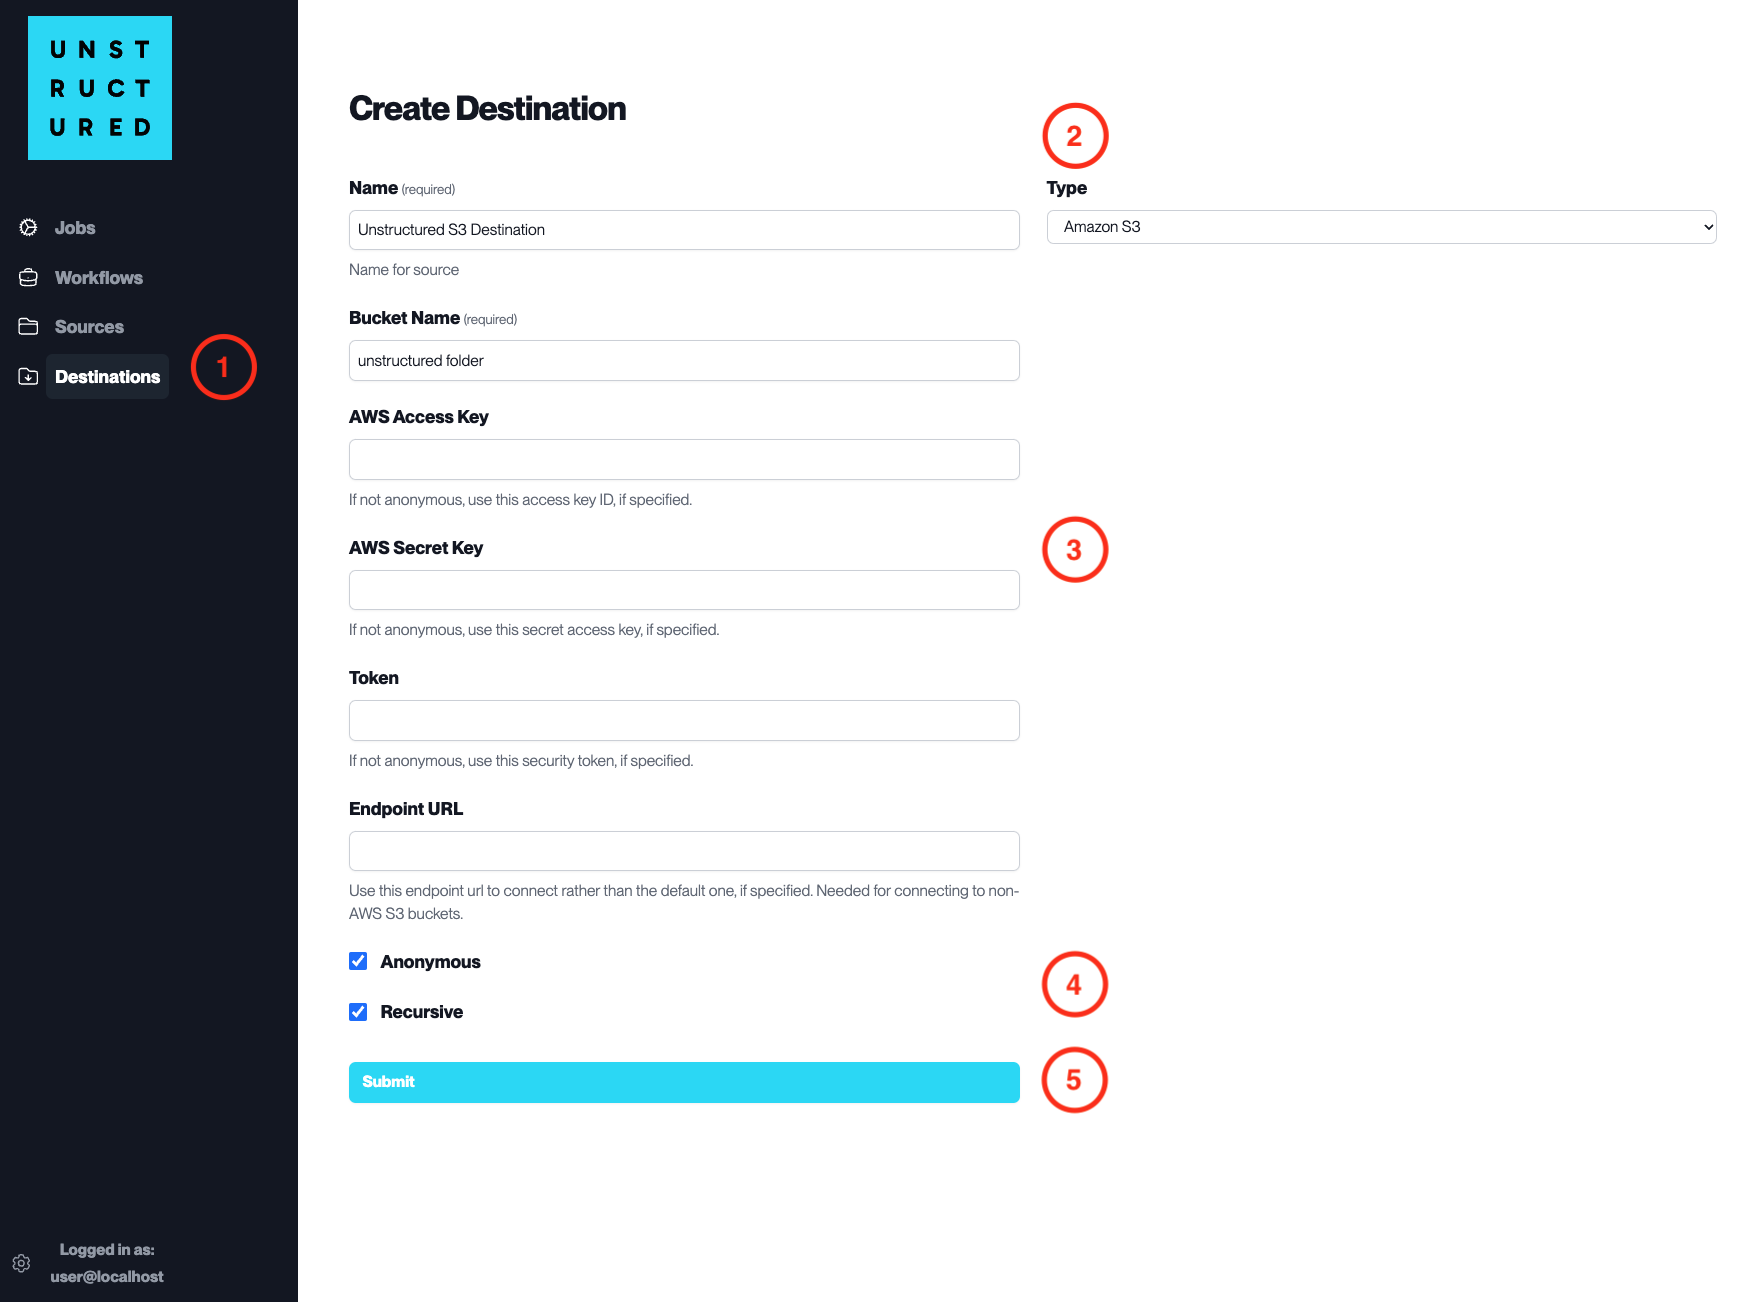 UNST
RUCT
URED
Jobs
Workflows
Sources
Destinations
1
Create Destination
2
Name (required)
Type
Unstructured S3 Destination
Amazon S3
Name for source
Bucket Name (required)
unstructured folder
AWS Access Key
If not anonymous, use this access key ID, if specified.
AWS Secret Key
3
If not anonymous, use this secret access key, if specified.
Token
If not anonymous, use this security token, if specified.
Endpoint URL
Use this endpoint url to connect rather than the default one, if specified. Needed for connecting to non-
AWS S3 buckets.
Anonymous
4
Recursive
Submit
5
Logged in as:
user@localhost